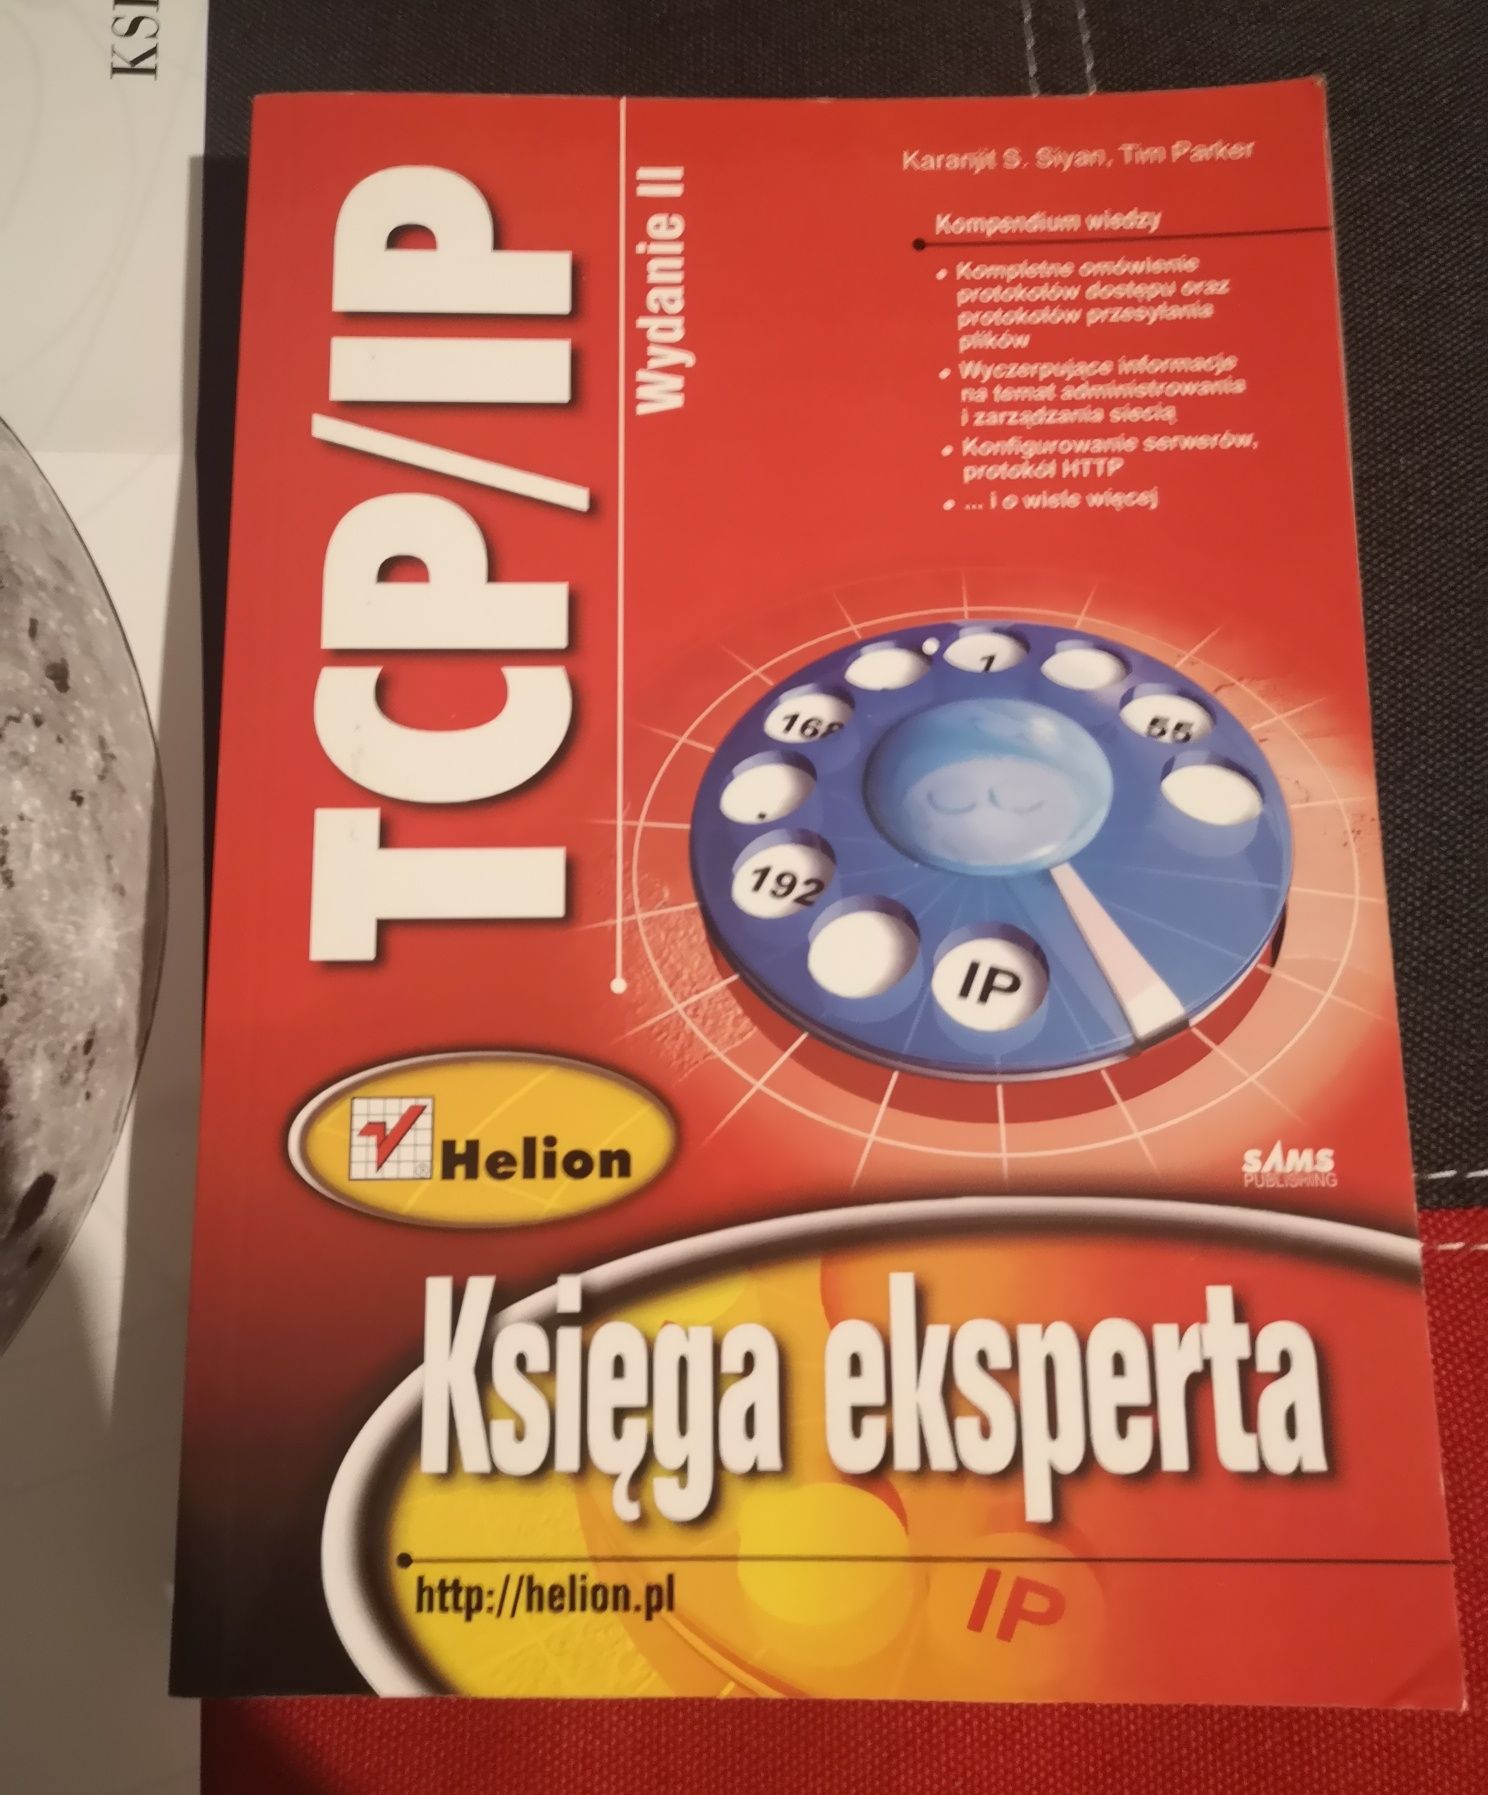 KSI
Karanjit S. Siyan, Tim Parker
TCP/IP
Wydanie II
Kompendium wiedzy
• Kompletne omówienie
protokołów dostępu oraz
protokołów przesyłania
plików
• Wyczerpujące informacje
na temat administrowania
i zarządzania siecią
• Konfigurowanie serwerów,
protokół HTTP
• ... i o wiele więcej
1
168
55
.
192
IP
Helion
SAMS
PUBLISHING
Księga eksperta
http://helion.pl
IP